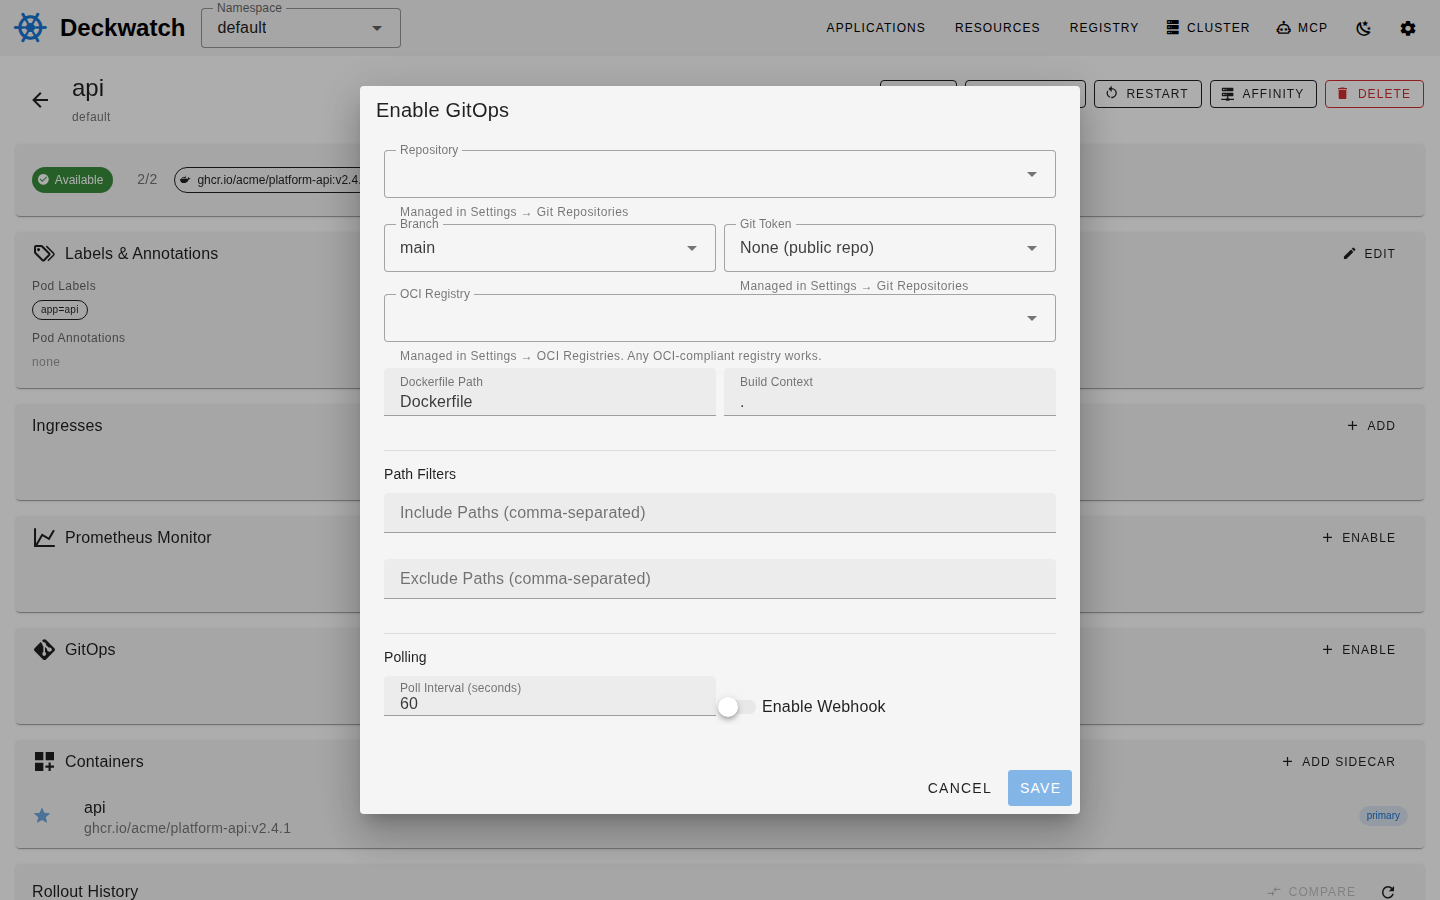 Namespace
Deckwatch
default
APPLICATIONS
RESOURCES
REGISTRY
CLUSTER
MCP
api
default
RESTART
AFFINITY
DELETE
Available
2/2
ghcr.io/acme/platform-api:v2.4.
Labels & Annotations
EDIT
Pod Labels
app=api
Pod Annotations
none
Ingresses
ADD
Prometheus Monitor
ENABLE
GitOps
ENABLE
Containers
ADD SIDECAR
api
ghcr.io/acme/platform-api:v2.4.1
primary
Rollout History
COMPARE
Enable GitOps
Repository
Managed in Settings → Git Repositories
Branch
main
Git Token
None (public repo)
Managed in Settings → Git Repositories
OCI Registry
Managed in Settings → OCI Registries. Any OCI-compliant registry works.
Dockerfile Path
Dockerfile
Build Context
.
Path Filters
Include Paths (comma-separated)
Exclude Paths (comma-separated)
Polling
Poll Interval (seconds)
60
Enable Webhook
CANCEL
SAVE